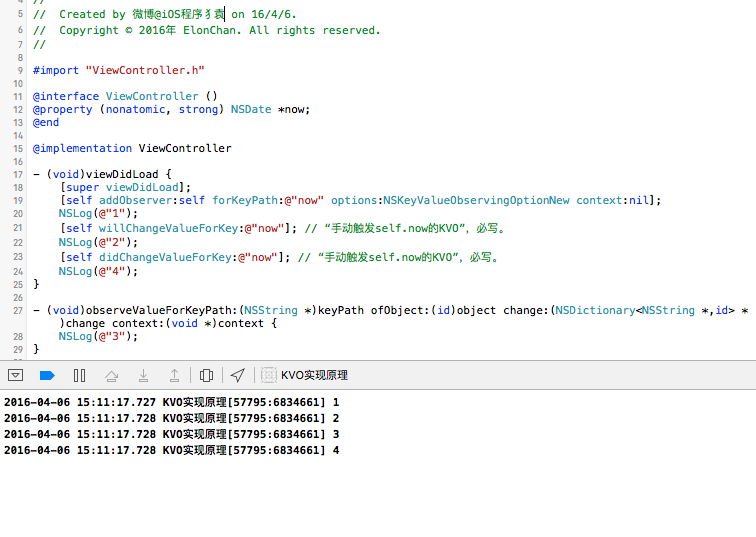 5 //  Created by 微博@iOS程序犭袁 on 16/4/6.
6 //  Copyright © 2016年 ElonChan. All rights reserved.
7 //
8
9 #import "ViewController.h"
10
11 @interface ViewController ()
12 @property (nonatomic, strong) NSDate *now;
13 @end
14
15 @implementation ViewController
16
17 - (void)viewDidLoad {
18     [super viewDidLoad];
19     [self addObserver:self forKeyPath:@"now" options:NSKeyValueObservingOptionNew context:nil];
20     NSLog(@"1");
21     [self willChangeValueForKey:@"now"]; // “手动触发self.now的KVO”，必写。
22     NSLog(@"2");
23     [self didChangeValueForKey:@"now"]; // “手动触发self.now的KVO”，必写。
24     NSLog(@"4");
25 }
26
27 - (void)observeValueForKeyPath:(NSString *)keyPath ofObject:(id)object change:(NSDictionary<NSString *,id> *
)change context:(void *)context {
28     NSLog(@"3");
29 }
KVO实现原理
2016-04-06 15:11:17.727 KVO实现原理[57795:6834661] 1
2016-04-06 15:11:17.728 KVO实现原理[57795:6834661] 2
2016-04-06 15:11:17.728 KVO实现原理[57795:6834661] 3
2016-04-06 15:11:17.728 KVO实现原理[57795:6834661] 4